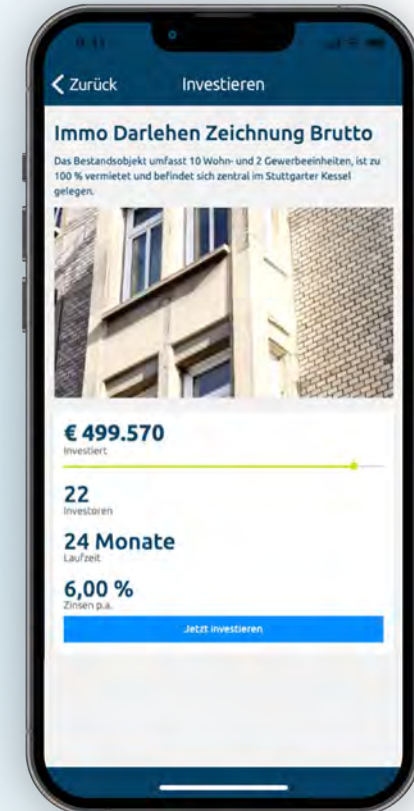 9:41
Zurück
Investieren
Immo Darlehen Zeichnung Brutto
Das Bestandsobjekt umfasst 10 Wohn- und 2 Gewerbeeinheiten, ist zu
100 % vermietet und befindet sich zentral im Stuttgarter Kessel
gelegen.
€ 499.570
Investiert
22
Investoren
24 Monate
Laufzeit
6,00 %
Zinsen p.a.
Jetzt investieren